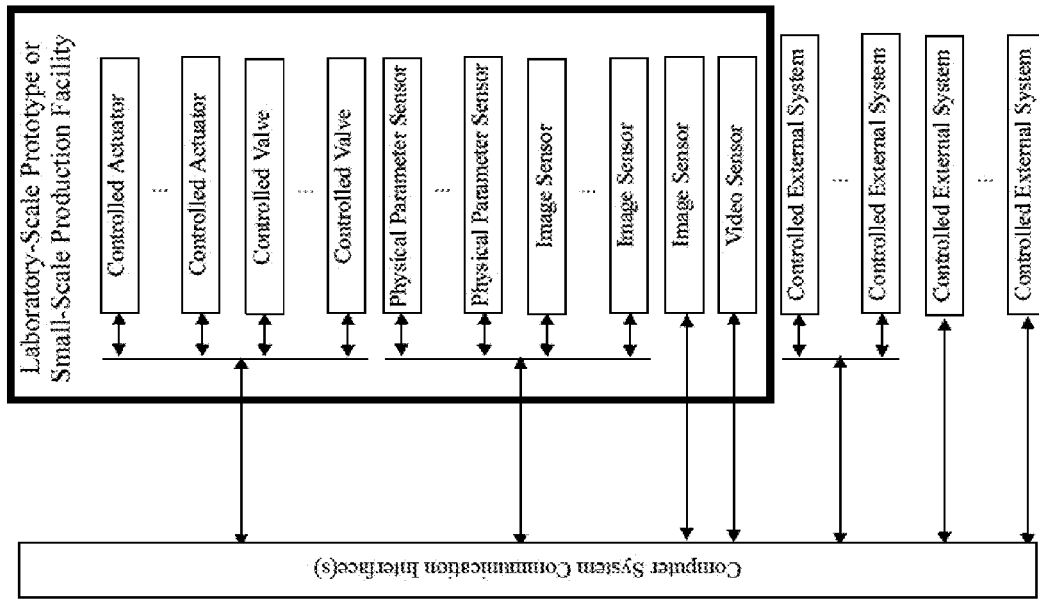 Laboratory-Scale Prototype or
Small-Scale Production Facility
Controlled Actuator
...
Controlled Actuator
Controlled Valve
...
Controlled Valve
Physical Parameter Sensor
...
Physical Parameter Sensor
Image Sensor
...
Image Sensor
Image Sensor
Video Sensor
Controlled External System
...
Controlled External System
Controlled External System
...
Controlled External System
Computer System Communication Interface(s)